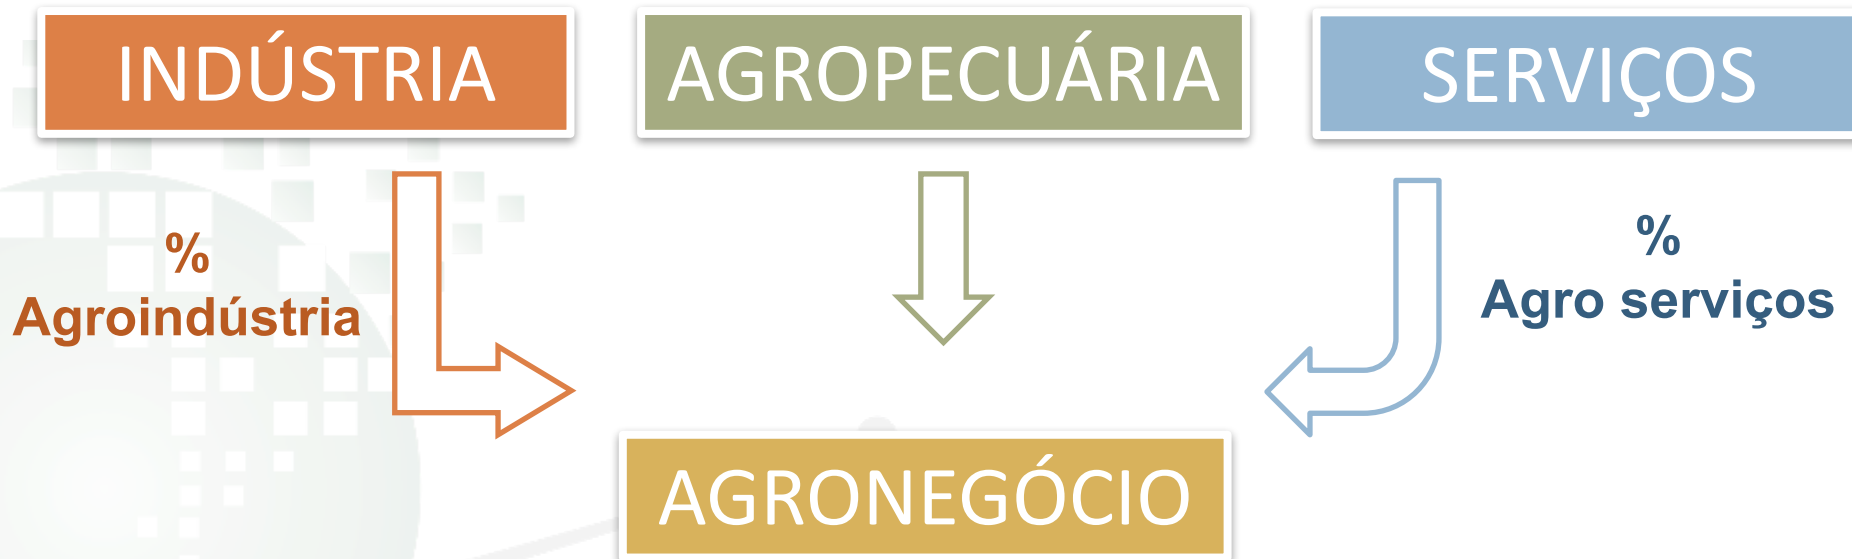 INDÚSTRIA
AGROPECUÁRIA
SERVIÇOS
%
Agroindústria
%
Agro serviços
AGRONEGÓCIO